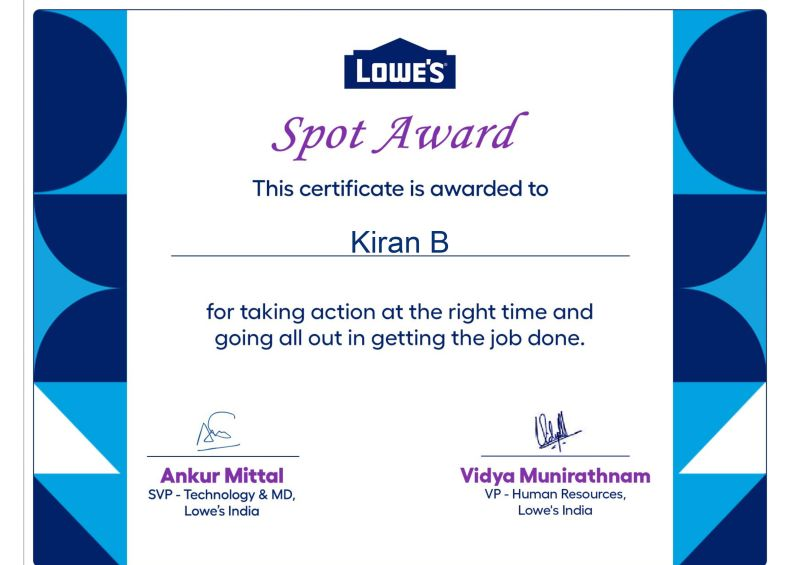 LOWE'S
Spot Award
This certificate is awarded to
Kiran B
for taking action at the right time and
going all out in getting the job done.
Ankur Mittal
SVP - Technology & MD,
Lowe's India
Vidya Munirathnam
VP - Human Resources,
Lowe's India